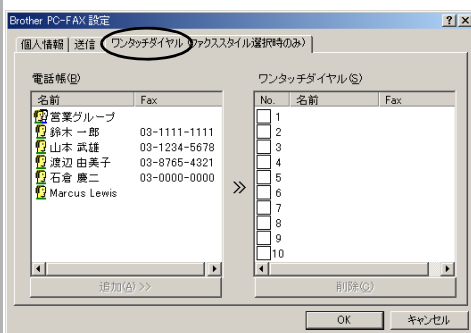 Brother PC-FAX 設定
個人情報 送信 ワンタッチダイヤル(ファクススタイル選択時のみ)
電話帳(B)
名前 Fax
営業グループ
鈴木 一郎 03-1111-1111
山本 武雄 03-1234-5678
渡辺 由美子 03-8765-4321
石倉 慶二 03-0000-0000
Marcus Lewis
追加(A) >>
»
ワンタッチダイヤル(S)
No. 名前 Fax
1
2
3
4
5
6
7
8
9
10
削除(C)
OK キャンセル